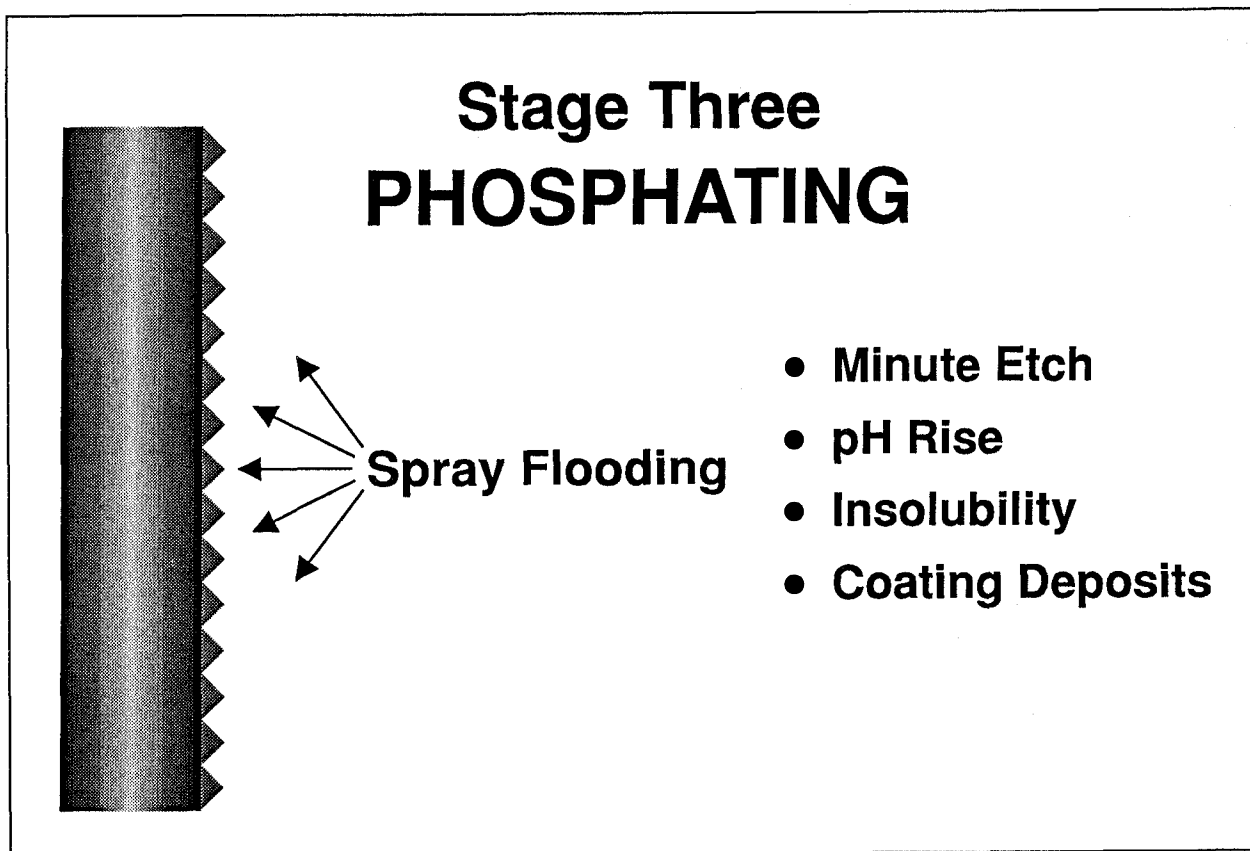 Stage Three
PHOSPHATING
Spray Flooding
• Minute Etch
• pH Rise
• Insolubility
• Coating Deposits